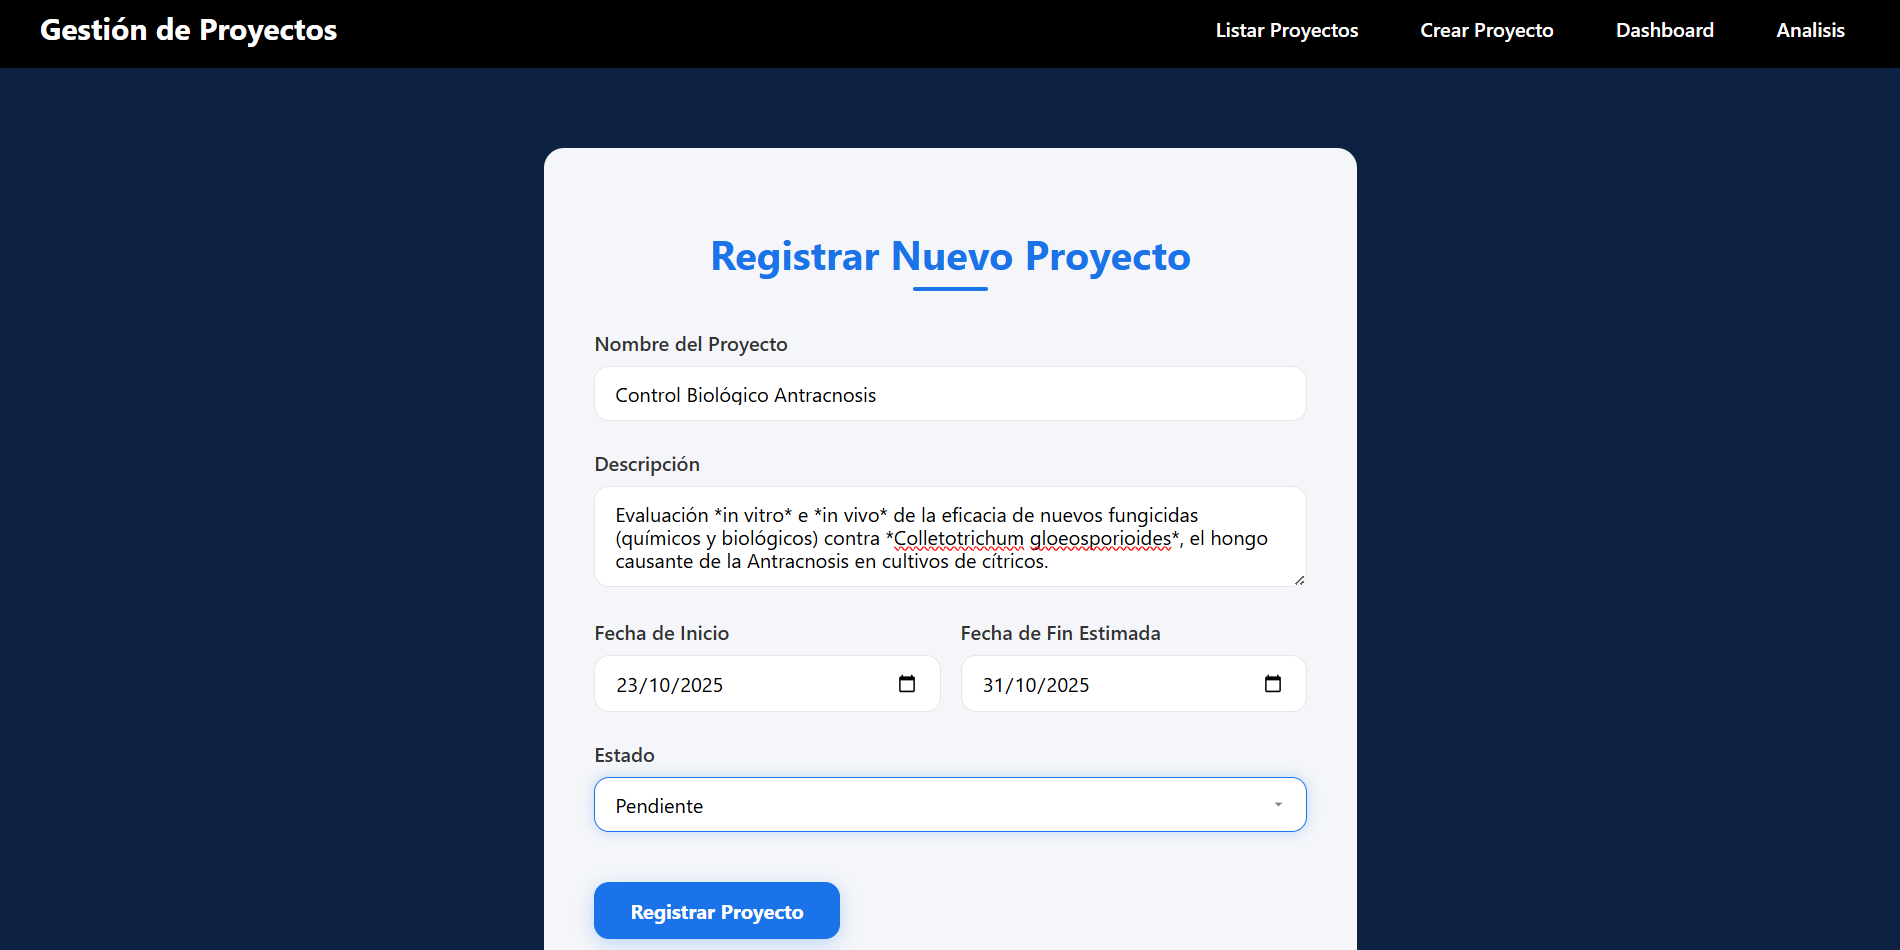 Gestión de Proyectos
Listar Proyectos
Crear Proyecto
Dashboard
Analisis
Registrar Nuevo Proyecto
Nombre del Proyecto
Control Biológico Antracnosis
Descripción
Evaluación *in vitro* e *in vivo* de la eficacia de nuevos fungicidas
(químicos y biológicos) contra *Colletotrichum gloeosporioides*, el hongo
causante de la Antracnosis en cultivos de cítricos.
Fecha de Inicio
Fecha de Fin Estimada
23/10/2025
31/10/2025
Estado
Pendiente
Registrar Proyecto